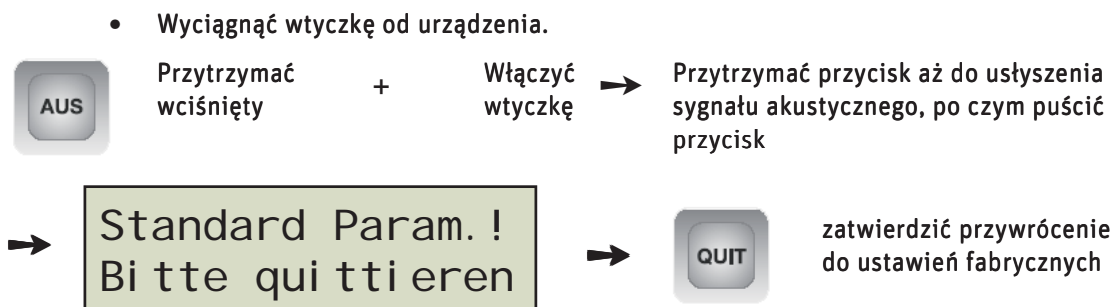 • Wyciągnąć wtyczkę od urządzenia.
AUS
Przytrzymać
wciśnięty
+
Włączyć
wtyczkę
Przytrzymać przycisk aż do usłyszenia
sygnału akustycznego, po czym puścić
przycisk
Standard Param.!
Bitte quittieren
QUIT
zatwierdzić przywrócenie
do ustawień fabrycznych